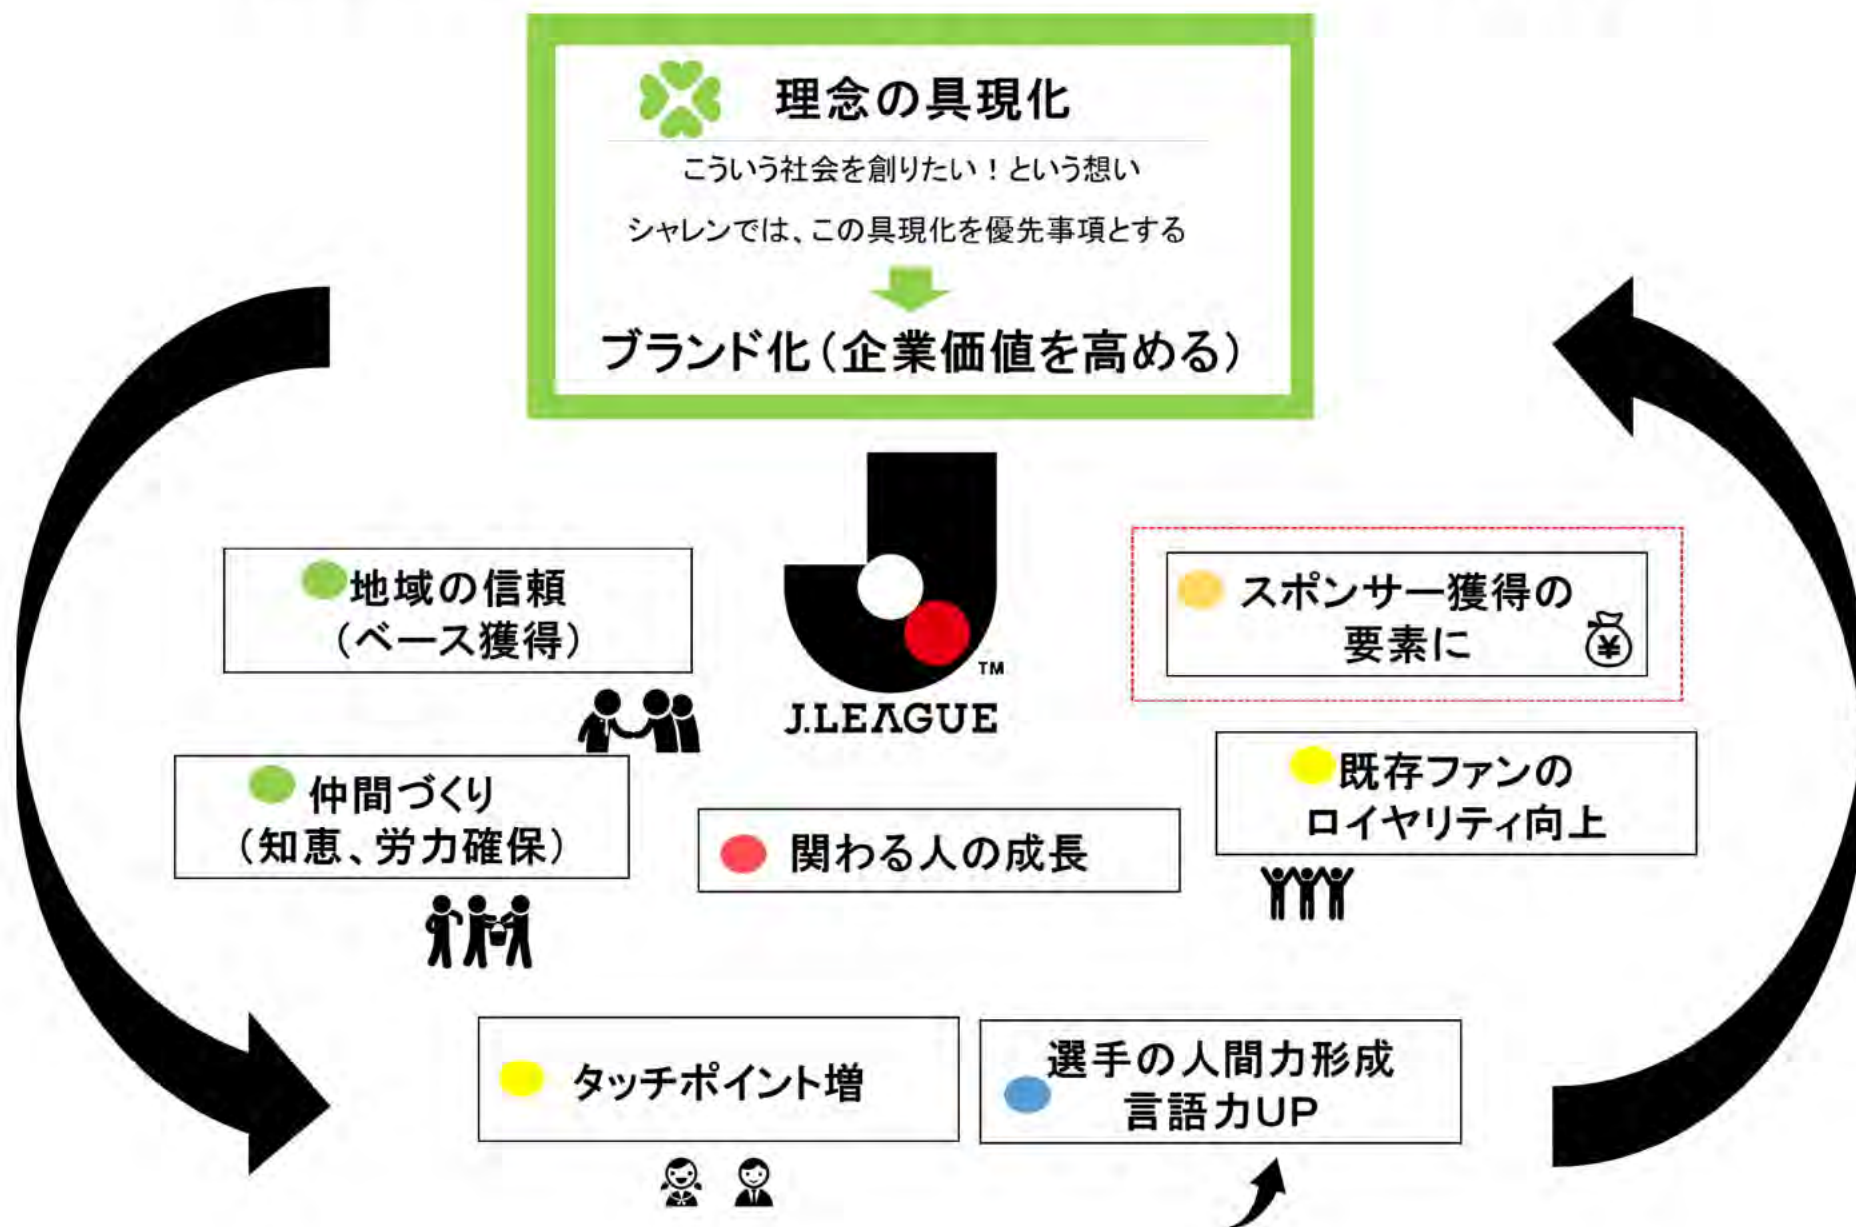 理念の具現化
こういう社会を創りたい！という想い
シャレンでは、この具現化を優先事項とする
ブランド化（企業価値を高める）
地域の信頼
（ベース獲得）
TM
J.LEAGUE
スポンサー獲得の
要素に
¥
仲間づくり
（知恵、労力確保）
関わる人の成長
既存ファンの
ロイヤリティ向上
タッチポイント増
選手の人間力形成
言語力UP